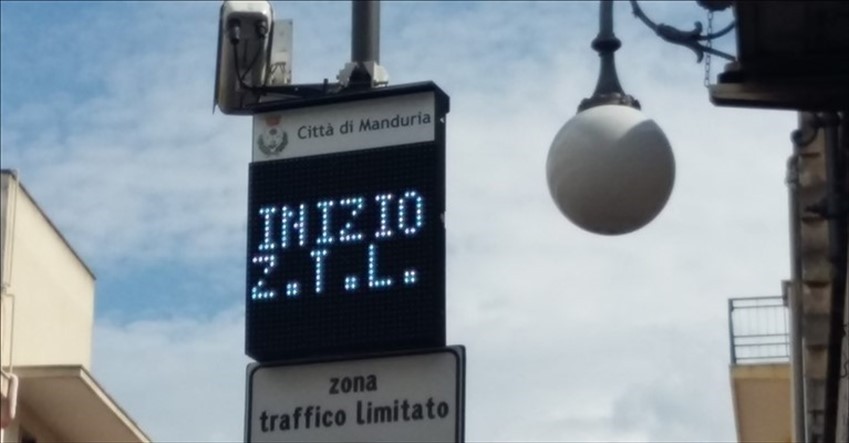 Città di Manduria
INIZIO
Z.T.L.
zona
traffico limitato